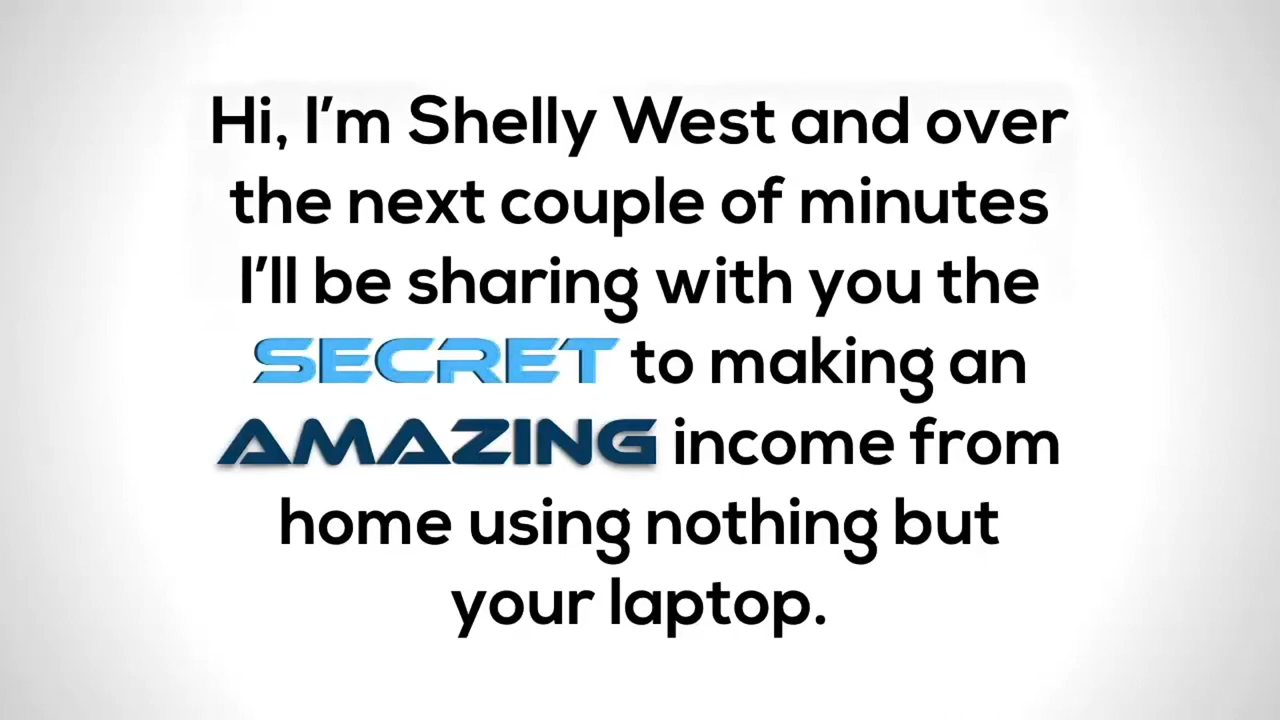 Hi, I'm Shelly West and over
the next couple of minutes
I'll be sharing with you the
SECRET to making an
AMAZING income from
home using nothing but
your laptop.